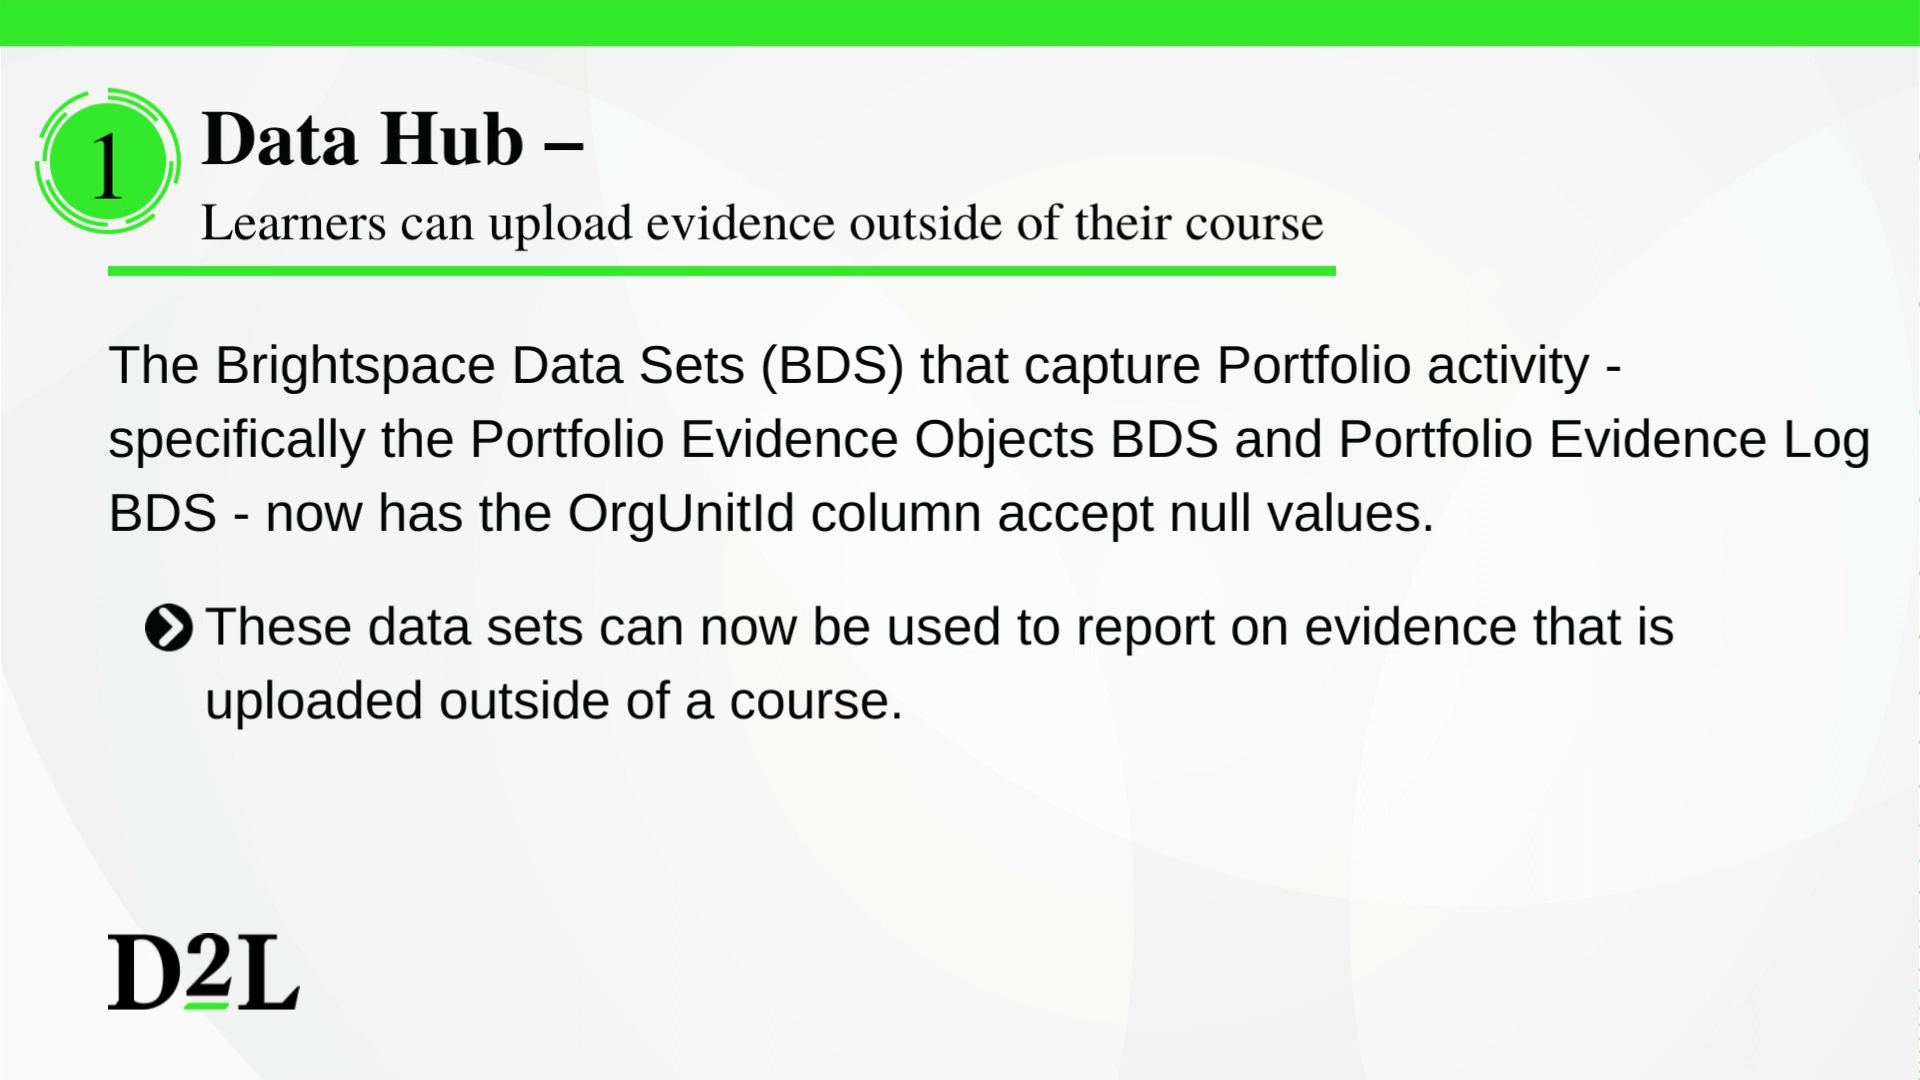 1
Data Hub –
Learners can upload evidence outside of their course
The Brightspace Data Sets (BDS) that capture Portfolio activity -
specifically the Portfolio Evidence Objects BDS and Portfolio Evidence Log
BDS - now has the OrgUnitId column accept null values.
These data sets can now be used to report on evidence that is
uploaded outside of a course.
D2L